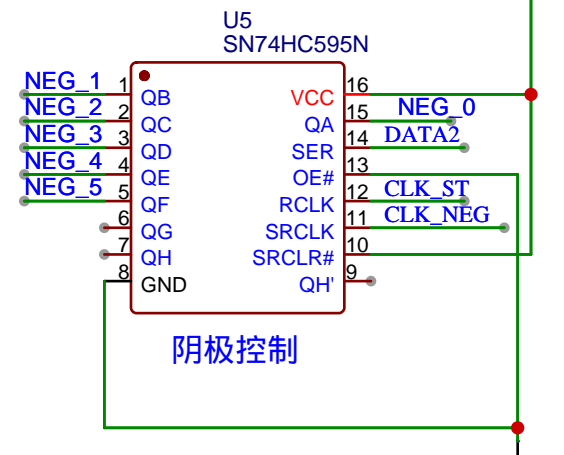 U5
SN74HC595N
NEG_1 1 QB VCC 16
NEG_2 2 QC QA 15 NEG_0
NEG_3 3 QD SER 14 DATA2
NEG_4 4 QE OE# 13
NEG_5 5 QF RCLK 12 CLK_ST
6 QG SRCLK 11 CLK_NEG
7 QH SRCLR# 10
8 GND QH' 9
阴极控制